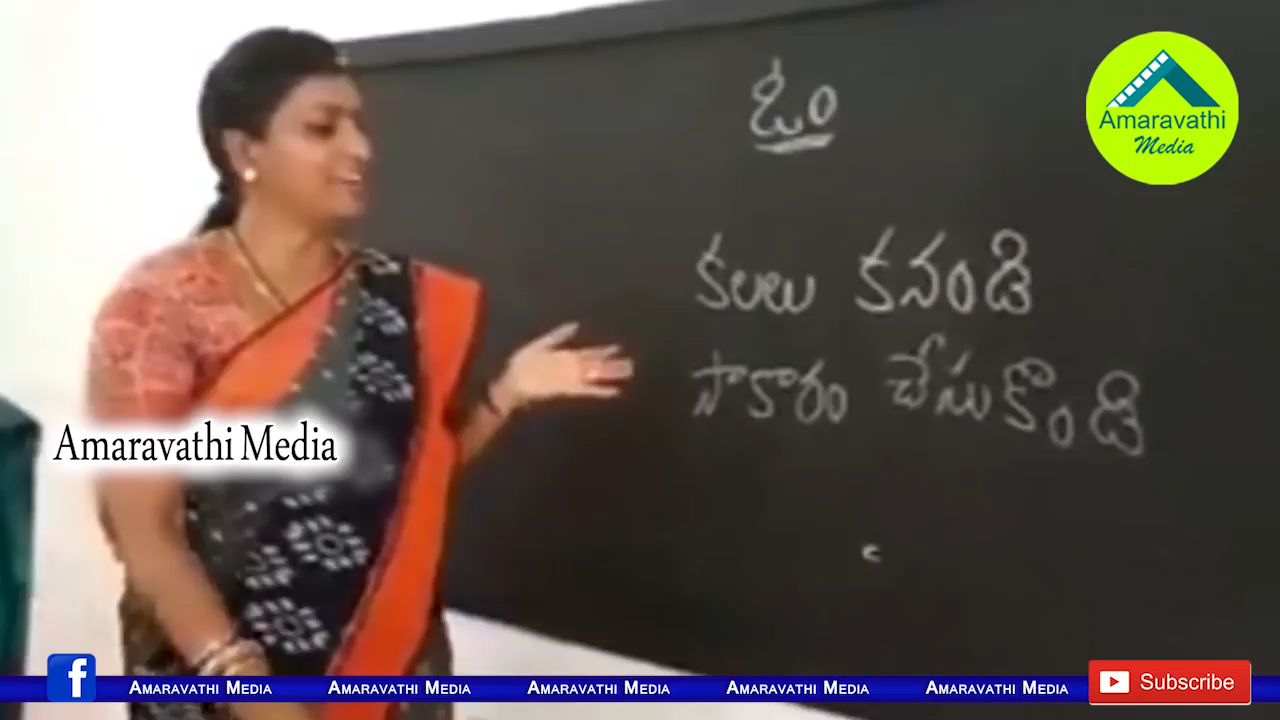 ఓం
Amaravathi
Media
కలలు కనండి
సాకారం చేసుకొండి
Amaravathi Media
f
Amaravathi Media Amaravathi Media Amaravathi Media Amaravathi Media Amaravathi Media
Subscribe